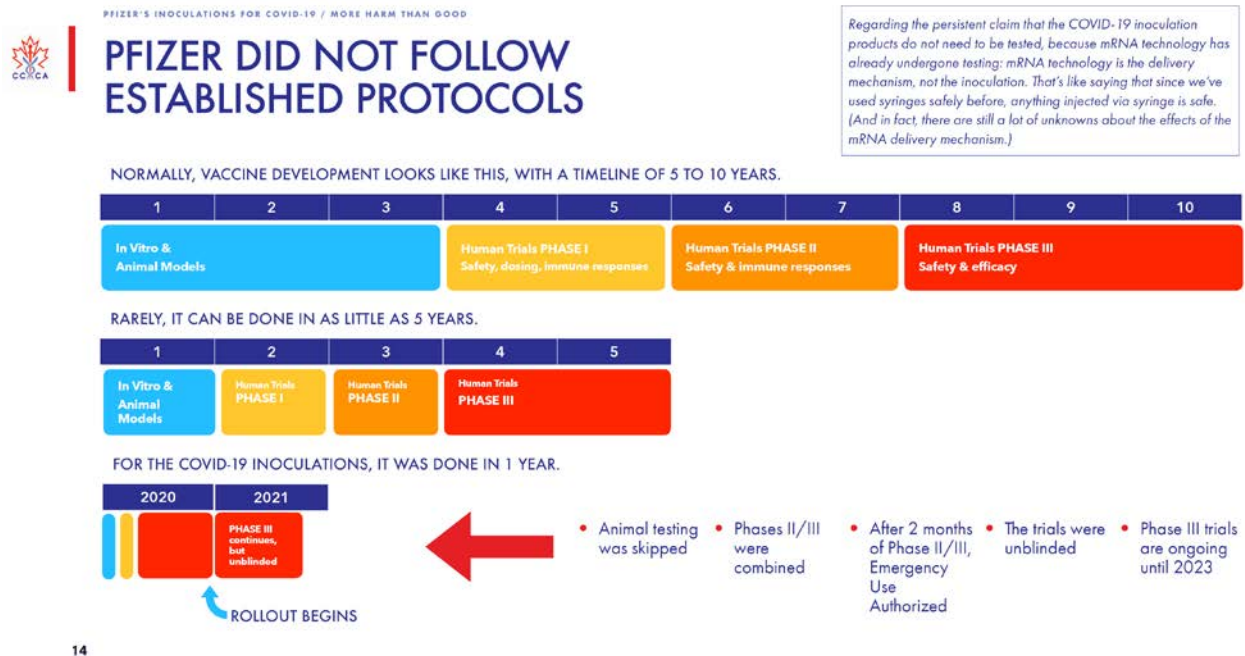 PFIZER'S INOCULATIONS FOR COVID-19 / MORE HARM THAN GOOD
CCCA
PFIZER DID NOT FOLLOW
ESTABLISHED PROTOCOLS
Regarding the persistent claim that the COVID-19 inoculation
products do not need to be tested, because mRNA technology has
already undergone testing: mRNA technology is the delivery
mechanism, not the inoculation. That's like saying that since we've
used syringes safely before, anything injected via syringe is safe.
(And in fact, there are still a lot of unknowns about the effects of the
mRNA delivery mechanism.)
NORMALLY, VACCINE DEVELOPMENT LOOKS LIKE THIS, WITH A TIMELINE OF 5 TO 10 YEARS.
1 2 3 4 5 6 7 8 9 10
In Vitro &
Animal Models
Human Trials PHASE I
Safety, dosing, immune responses
Human Trials PHASE II
Safety & immune responses
Human Trials PHASE III
Safety & efficacy
RARELY, IT CAN BE DONE IN AS LITTLE AS 5 YEARS.
1 2 3 4 5
In Vitro &
Animal
Models
Human Trials
PHASE I
Human Trials
PHASE II
Human Trials
PHASE III
FOR THE COVID-19 INOCULATIONS, IT WAS DONE IN 1 YEAR.
2020 2021
PHASE III
continues,
but
unblinded
ROLLOUT BEGINS
• Animal testing
was skipped
• Phases II/III
were
combined
• After 2 months
of Phase II/III,
Emergency
Use
Authorized
• The trials were
unblinded
• Phase III trials
are ongoing
until 2023
14